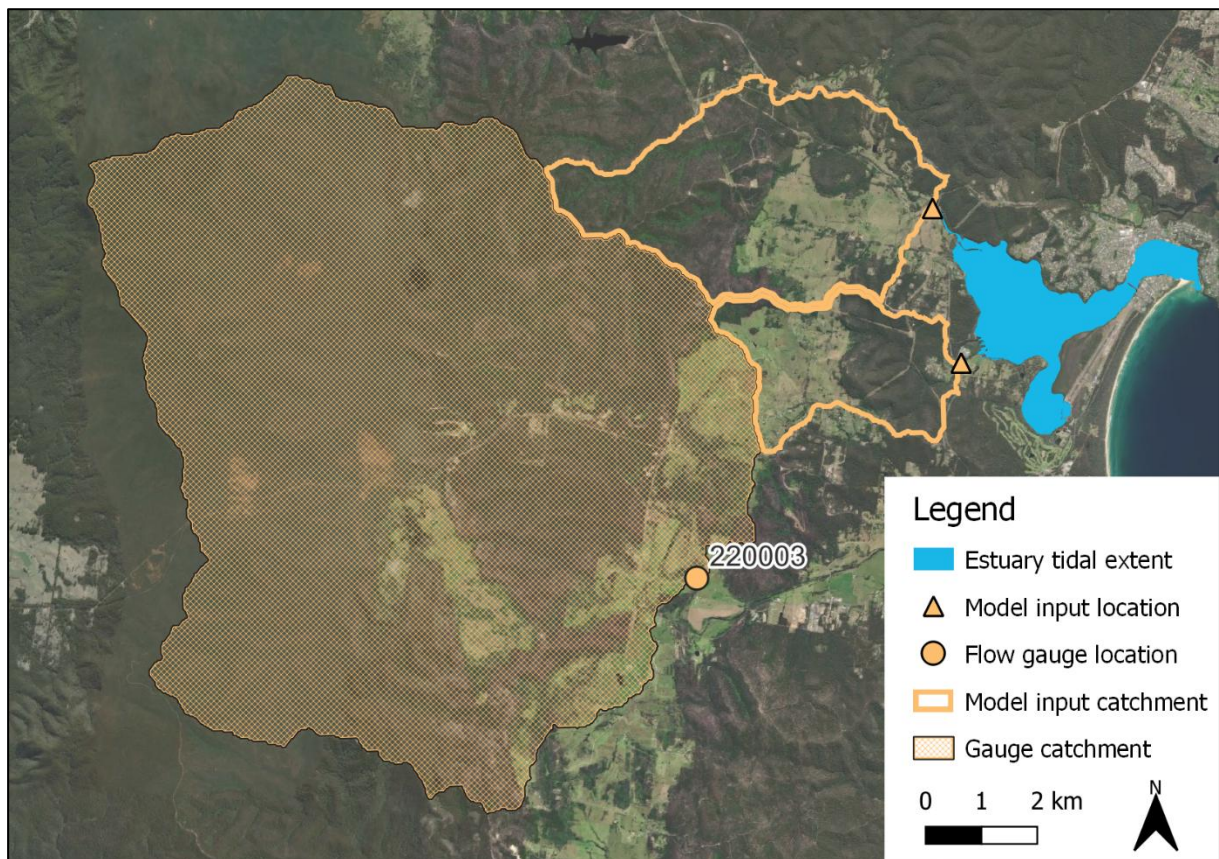 220003
Legend
Estuary tidal extent
Model input location
Flow gauge location
Model input catchment
Gauge catchment
0 1 2 km
N